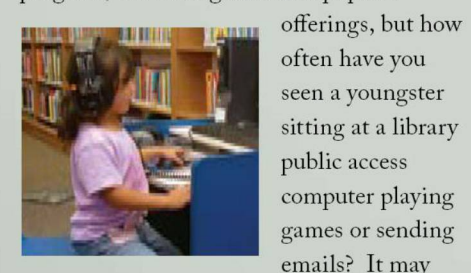 offerings, but how
often have you
seen a youngster
sitting at a library
public access
computer playing
games or sending
emails? It may